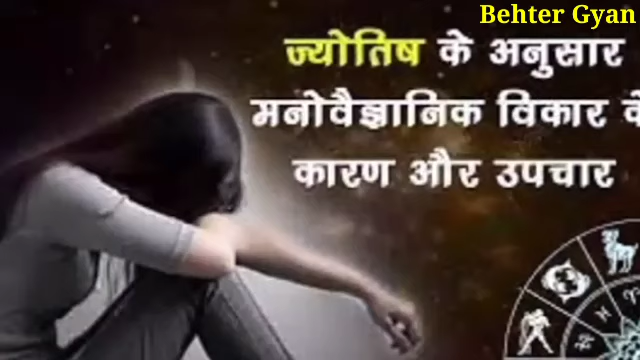 Behter Gyan
ज्योतिष के अनुसार
मनोवैज्ञानिक विकार के
कारण और उपचार